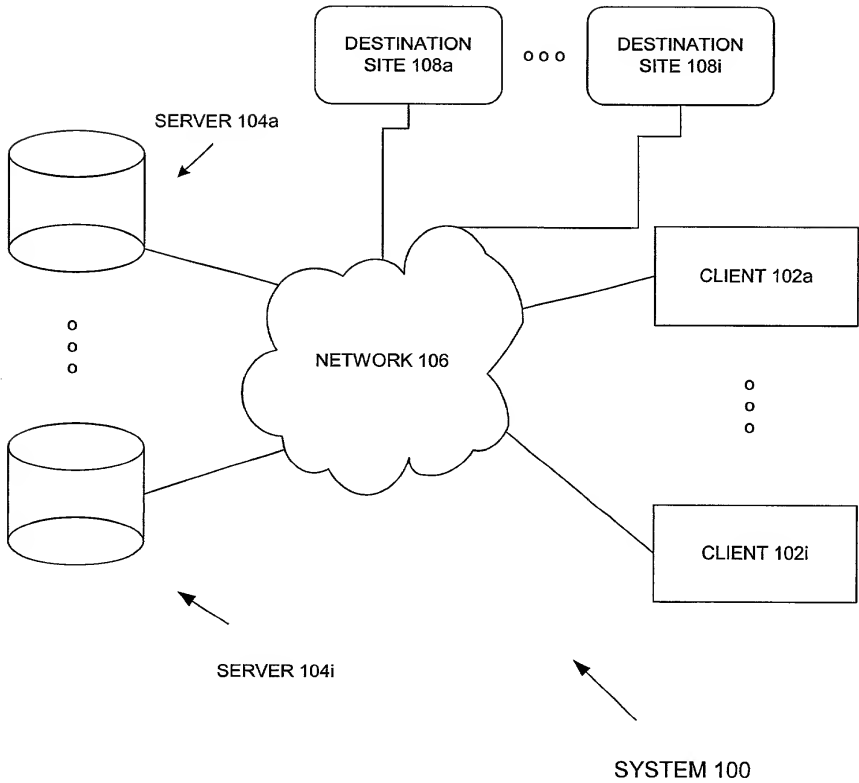 DESTINATION
SITE 108a
o o o
DESTINATION
SITE 108i
SERVER 104a
CLIENT 102a
o
o
o
NETWORK 106
o
o
o
CLIENT 102i
SERVER 104i
SYSTEM 100